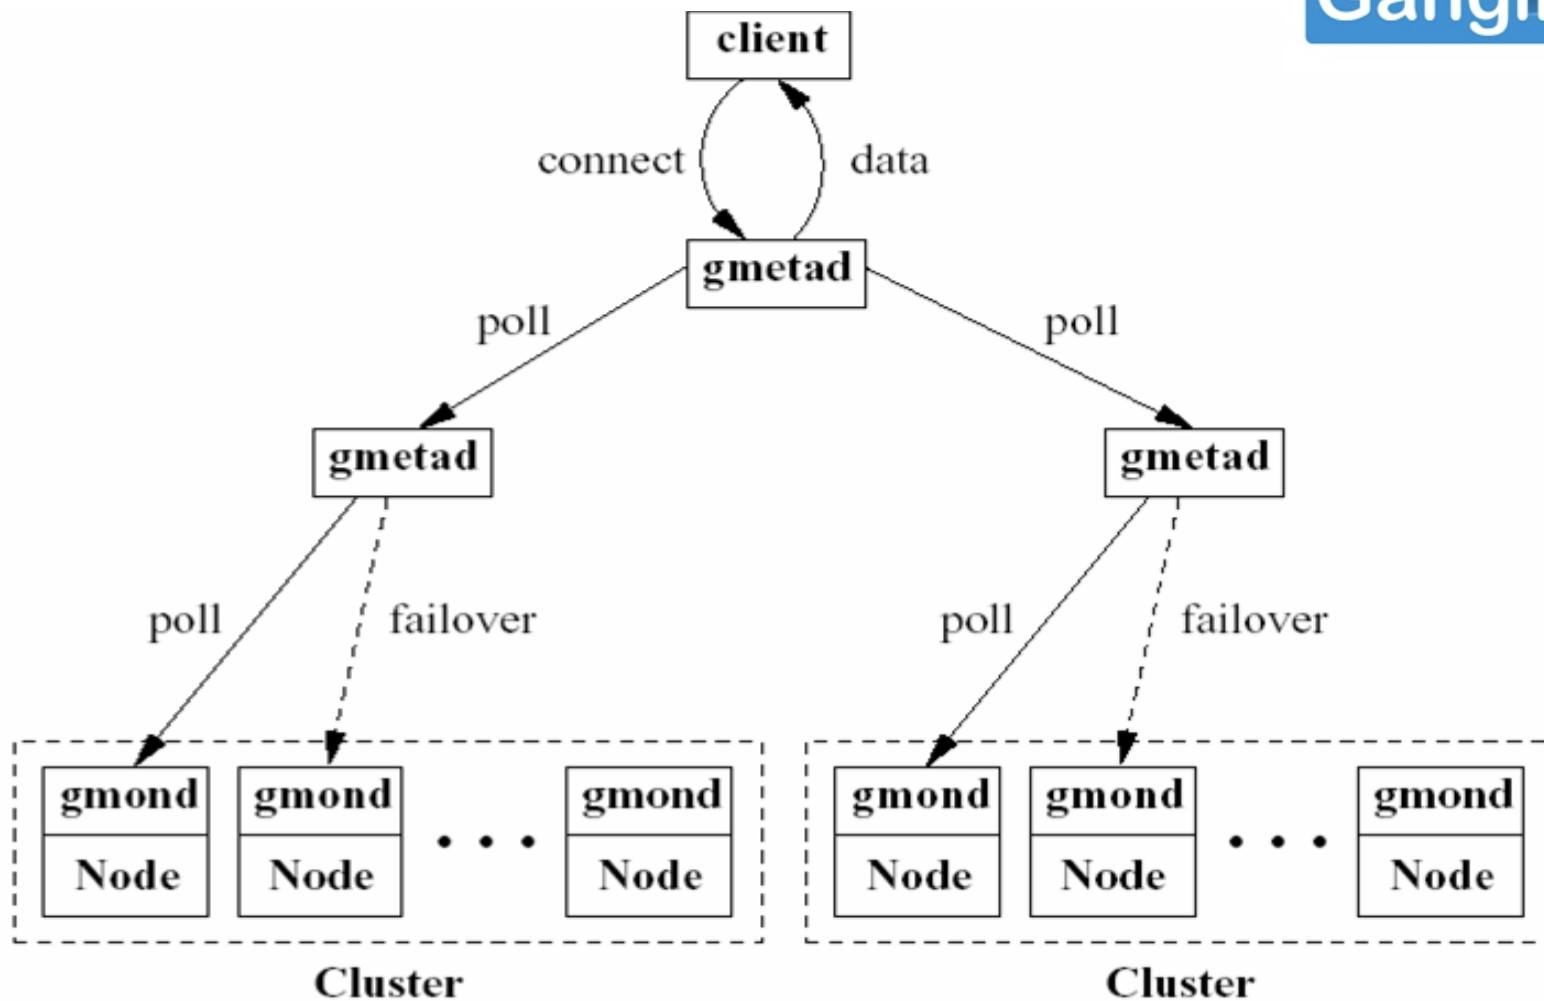 client
connect
data
gmetad
poll
poll
gmetad
gmetad
poll
failover
poll
failover
gmond
gmond
gmond
gmond
gmond
gmond
Node
Node
• • •
Node
Node
Node
• • •
Node
Cluster
Cluster